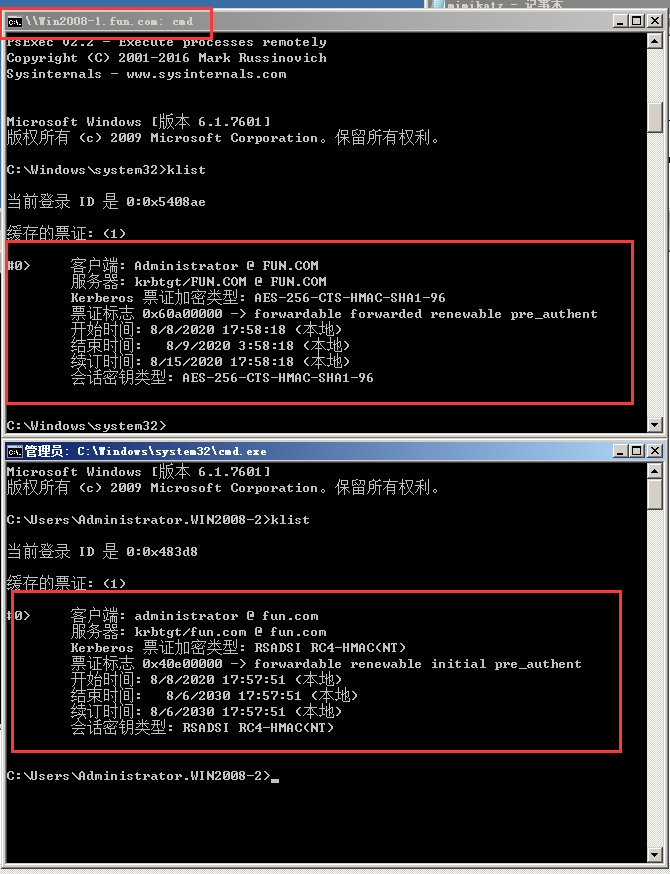 mimikatz - 记事本
\\Win2008-1.fun.com: cmd
PsExec v2.2 - Execute processes remotely
Copyright (C) 2001-2016 Mark Russinovich
Sysinternals - www.sysinternals.com
Microsoft Windows [版本 6.1.7601]
版权所有 (c) 2009 Microsoft Corporation。保留所有权利。
C:\Windows\system32>klist
当前登录 ID 是 0:0x5408ae
缓存的票证: (1)
#0> 客户端: Administrator @ FUN.COM
服务器: krbtgt/FUN.COM @ FUN.COM
Kerberos 票证加密类型: AES-256-CTS-HMAC-SHA1-96
票证标志 0x60a00000 -> forwardable forwarded renewable pre_authent
开始时间: 8/8/2020 17:58:18 (本地)
结束时间: 8/9/2020 3:58:18 (本地)
续订时间: 8/15/2020 17:58:18 (本地)
会话密钥类型: AES-256-CTS-HMAC-SHA1-96
C:\Windows\system32>
管理员: C:\Windows\system32\cmd.exe
Microsoft Windows [版本 6.1.7601]
版权所有 (c) 2009 Microsoft Corporation。保留所有权利。
C:\Users\Administrator.WIN2008-2>klist
当前登录 ID 是 0:0x483d8
缓存的票证: (1)
#0> 客户端: administrator @ fun.com
服务器: krbtgt/fun.com @ fun.com
Kerberos 票证加密类型: RSADSI RC4-HMAC(NT)
票证标志 0x40e00000 -> forwardable renewable initial pre_authent
开始时间: 8/8/2020 17:57:51 (本地)
结束时间: 8/6/2030 17:57:51 (本地)
续订时间: 8/6/2030 17:57:51 (本地)
会话密钥类型: RSADSI RC4-HMAC(NT)
C:\Users\Administrator.WIN2008-2>